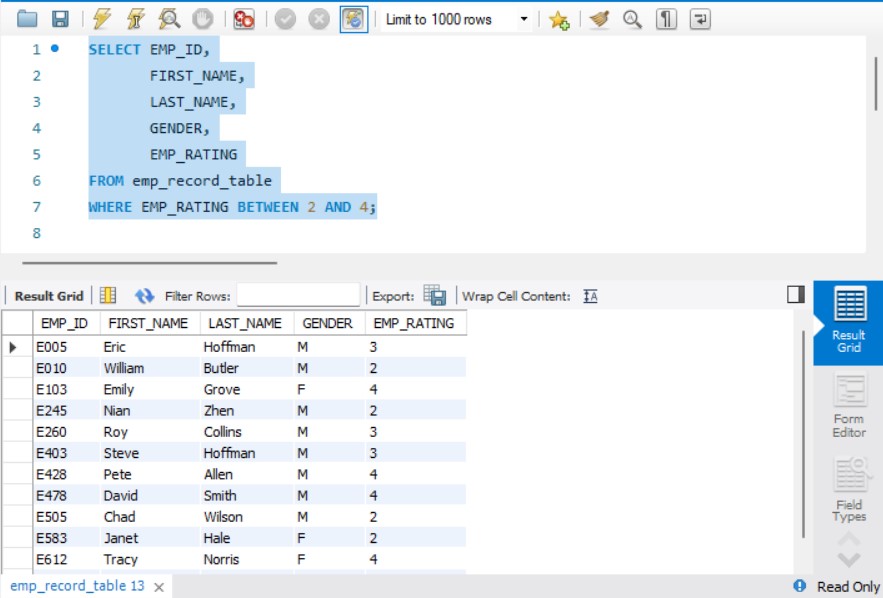 Limit to 1000 rows
1 SELECT EMP_ID,
2 FIRST_NAME,
3 LAST_NAME,
4 GENDER,
5 EMP_RATING
6 FROM emp_record_table
7 WHERE EMP_RATING BETWEEN 2 AND 4;
8
Result Grid Filter Rows: Export: Wrap Cell Content: IA
EMP_ID FIRST_NAME LAST_NAME GENDER EMP_RATING
E005 Eric Hoffman M 3
E010 William Butler M 2
E103 Emily Grove F 4
E245 Nian Zhen M 2
E260 Roy Collins M 3
E403 Steve Hoffman M 3
E428 Pete Allen M 4
E478 David Smith M 4
E505 Chad Wilson M 2
E583 Janet Hale F 2
E612 Tracy Norris F 4
Result
Grid
Form
Editor
Field
Types
emp_record_table 13
Read Only